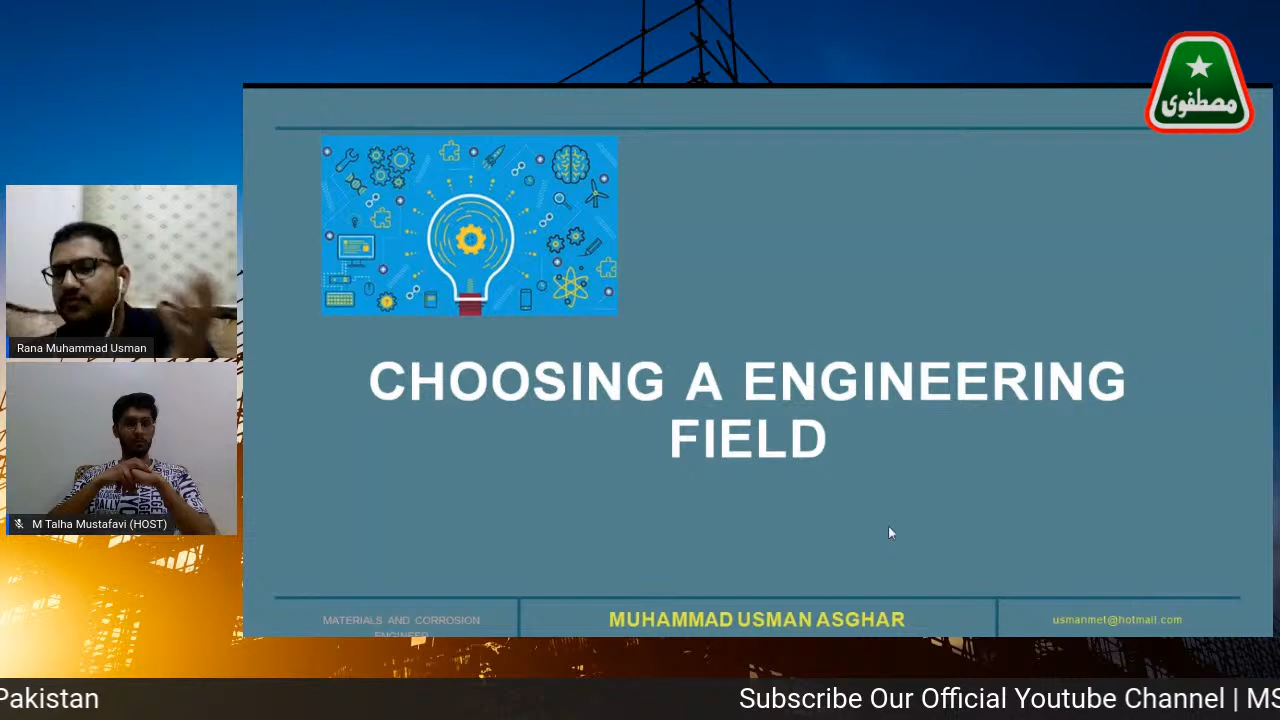 مصطفوی
CHOOSING A ENGINEERING
FIELD
Rana Muhammad Usman
M Talha Mustafavi (HOST)
MATERIALS AND CORROSION
ENGINEER
MUHAMMAD USMAN ASGHAR
usmanmet@hotmail.com
Pakistan
Subscribe Our Official Youtube Channel | MS